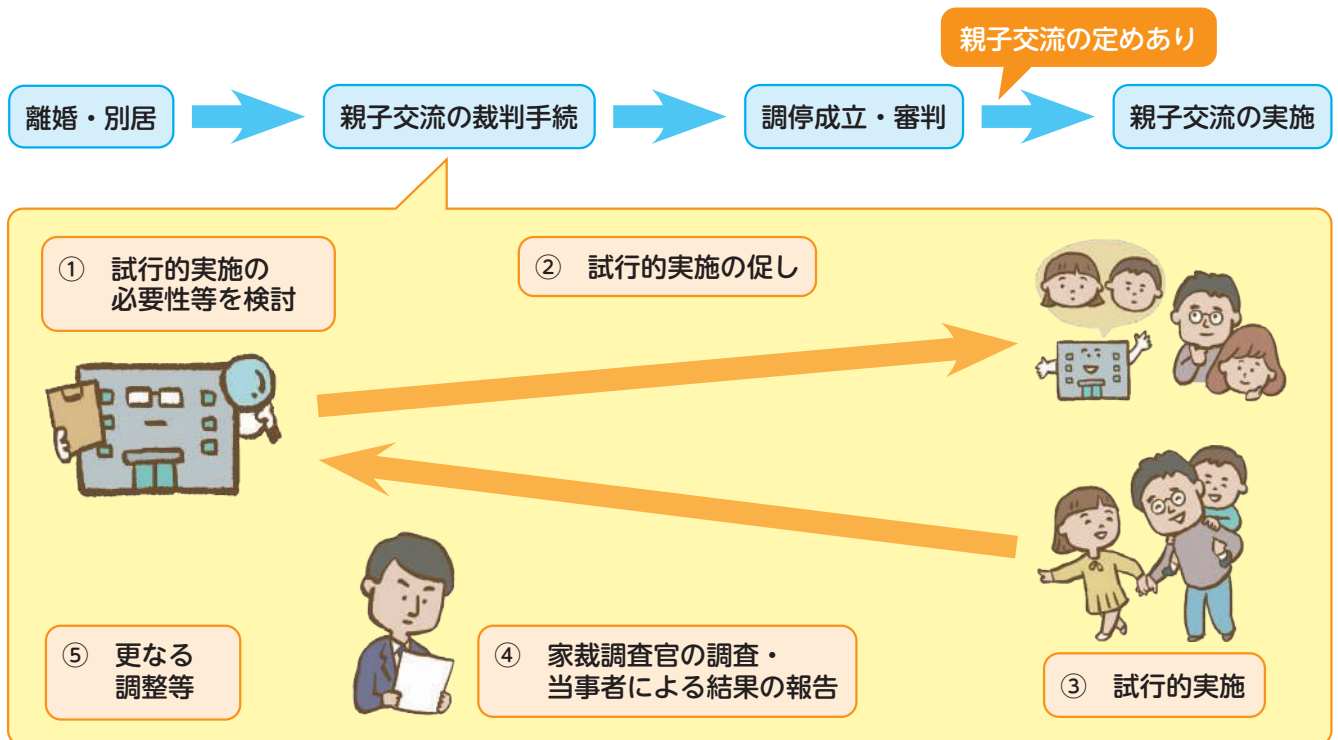 親子交流の定めあり
離婚・別居
親子交流の裁判手続
調停成立・審判
親子交流の実施
① 試行的実施の
必要性等を検討
② 試行的実施の促し
③ 試行的実施
④ 家裁調査官の調査・
当事者による結果の報告
⑤ 更なる
調整等